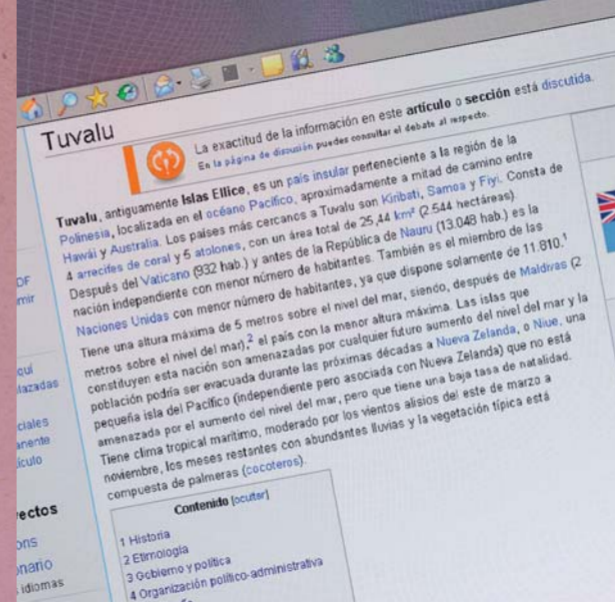 Tuvalu
La exactitud de la información en este artículo o sección está discutida.
En la página de discusión puedes consultar el debate al respecto.
Tuvalu, antiguamente Islas Ellice, es un país insular perteneciente a la región de la
Polinesia, localizada en el océano Pacífico, aproximadamente a mitad de camino entre
Hawái y Australia. Los países más cercanos a Tuvalu son Kiribati, Samoa y Fiyi. Consta de
4 arrecifes de coral y 5 atolones, con un área total de 25,44 km² (2.544 hectáreas).
Después del Vaticano (932 hab.) y antes de la República de Nauru (13.048 hab.) es la
nación independiente con menor número de habitantes. También es el miembro de las
Naciones Unidas con menor número de habitantes, ya que dispone solamente de 11.810.¹
Tiene una altura máxima de 5 metros sobre el nivel del mar, siendo, después de Maldivas (2
metros sobre el nivel del mar),² el país con la menor altura máxima. Las islas que
constituyen esta nación son amenazadas por cualquier futuro aumento del nivel del mar y la
población podría ser evacuada durante las próximas décadas a Nueva Zelanda, o Niue, una
pequeña isla del Pacífico (independiente pero asociada con Nueva Zelanda) que no está
amenazada por el aumento del nivel del mar, pero que tiene una baja tasa de natalidad.
Tiene clima tropical marítimo, moderado por los vientos alisios del este de marzo a
noviembre, los meses restantes con abundantes lluvias y la vegetación típica está
compuesta de palmeras (cocoteros).
Contenido [ocultar]
1 Historia
2 Etimología
3 Gobierno y política
4 Organización político-administrativa
idiomas